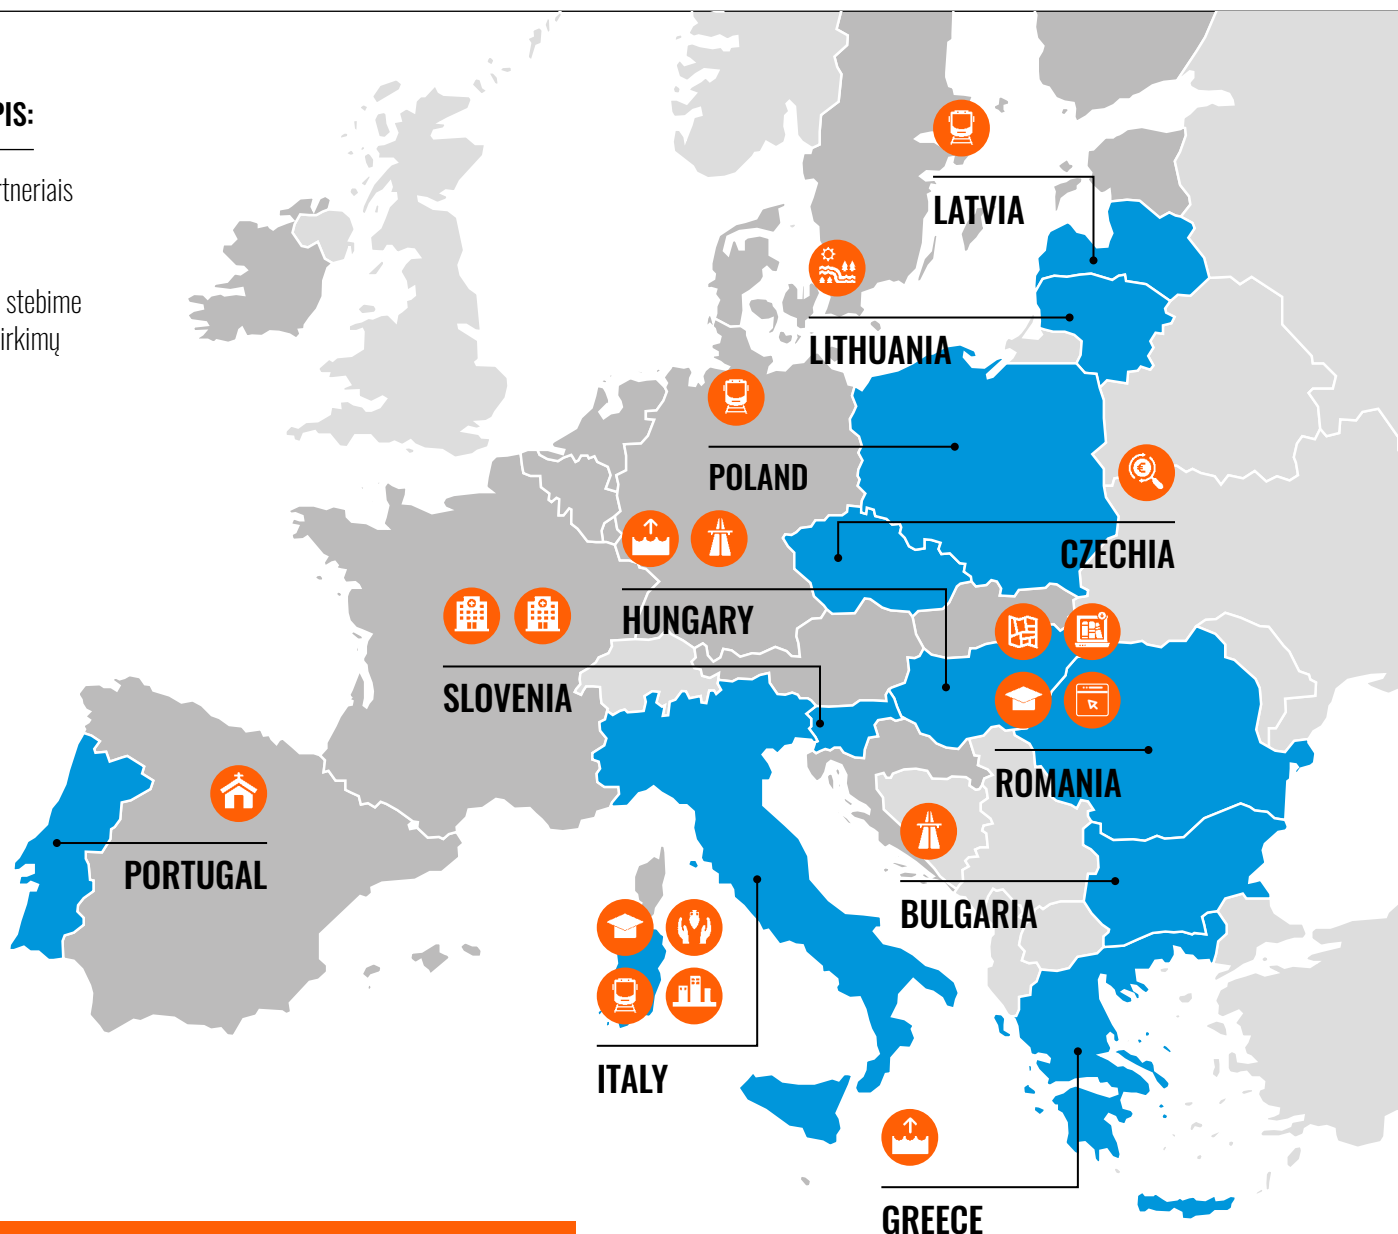 PIS:
rtneriais
stebime
irkimų
LATVIA
LITHUANIA
POLAND
CZECHIA
HUNGARY
SLOVENIA
ROMANIA
PORTUGAL
BULGARIA
ITALY
GREECE